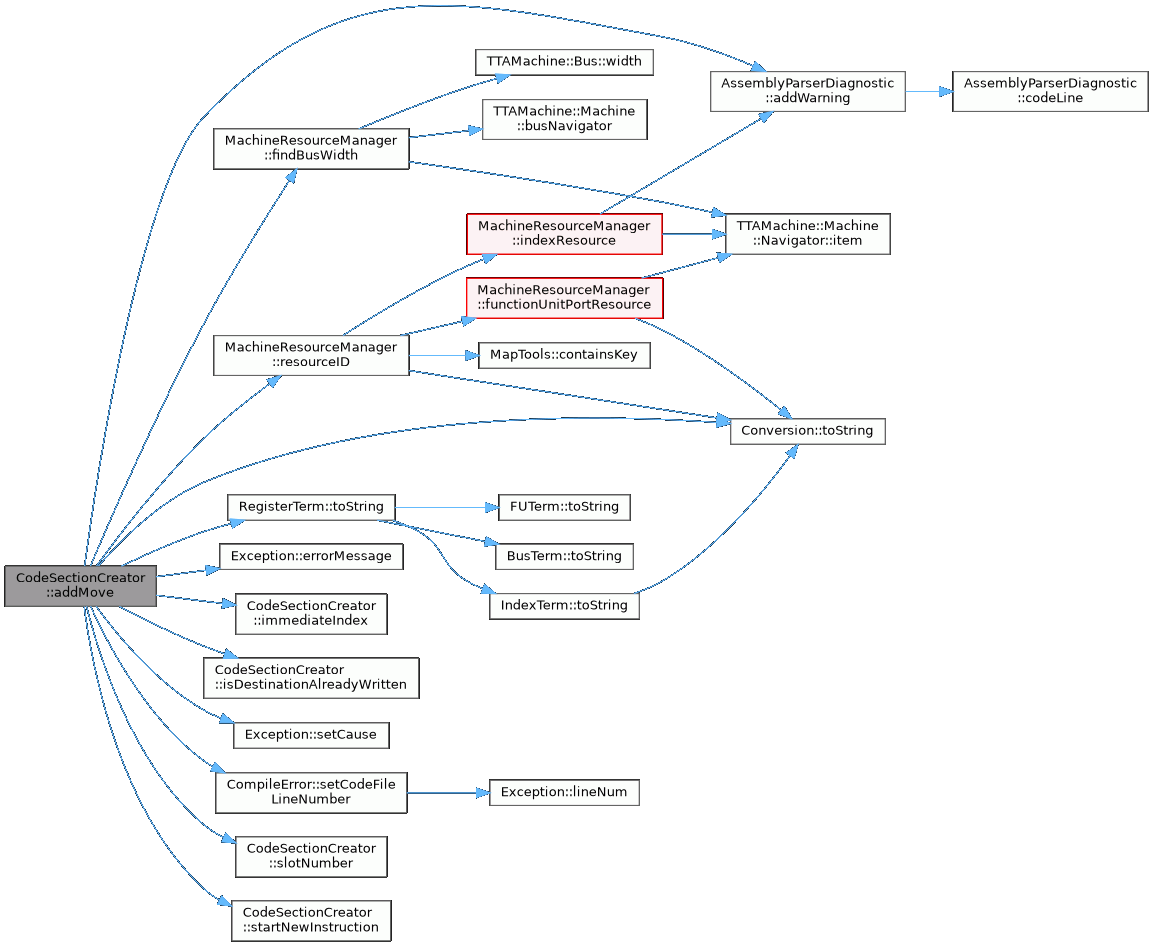 TTAMachine::Bus::width
AssemblyParserDiagnostic
::addWarning
AssemblyParserDiagnostic
::codeLine
TTAMachine::Machine
::busNavigator
MachineResourceManager
::findBusWidth
MachineResourceManager
::indexResource
TTAMachine::Machine
::Navigator::item
MachineResourceManager
::functionUnitPortResource
MachineResourceManager
::resourceID
MapTools::containsKey
Conversion::toString
RegisterTerm::toString
FUTerm::toString
Exception::errorMessage
BusTerm::toString
CodeSectionCreator
::addMove
CodeSectionCreator
::immediateIndex
IndexTerm::toString
CodeSectionCreator
::isDestinationAlreadyWritten
Exception::setCause
CompileError::setCodeFile
LineNumber
Exception::lineNum
CodeSectionCreator
::slotNumber
CodeSectionCreator
::startNewInstruction